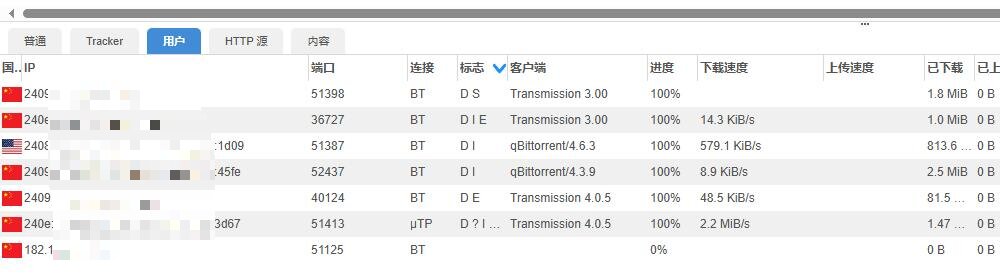 普通 Tracker 用户 HTTP 源 内容
国... IP 端口 连接 标志 客户端 进度 下载速度 上传速度 已下载 已上
2409 51398 BT D S Transmission 3.00 100% 1.8 MiB 0 B
240e 36727 BT D I E Transmission 3.00 100% 14.3 KiB/s 1.0 MiB 0 B
2408 :1d09 51387 BT D I qBittorrent/4.6.3 100% 579.1 KiB/s 813.6 ... 0 B
2409 :45fe 52437 BT D I qBittorrent/4.3.9 100% 8.9 KiB/s 2.5 MiB 0 B
2409 40124 BT D E Transmission 4.0.5 100% 48.5 KiB/s 81.5 ... 0 B
240e: 3d67 51413 μTP D ? I ... Transmission 4.0.5 100% 2.2 MiB/s 1.47 ... 0 B
182.1 51125 BT 0% 0 B 0 B